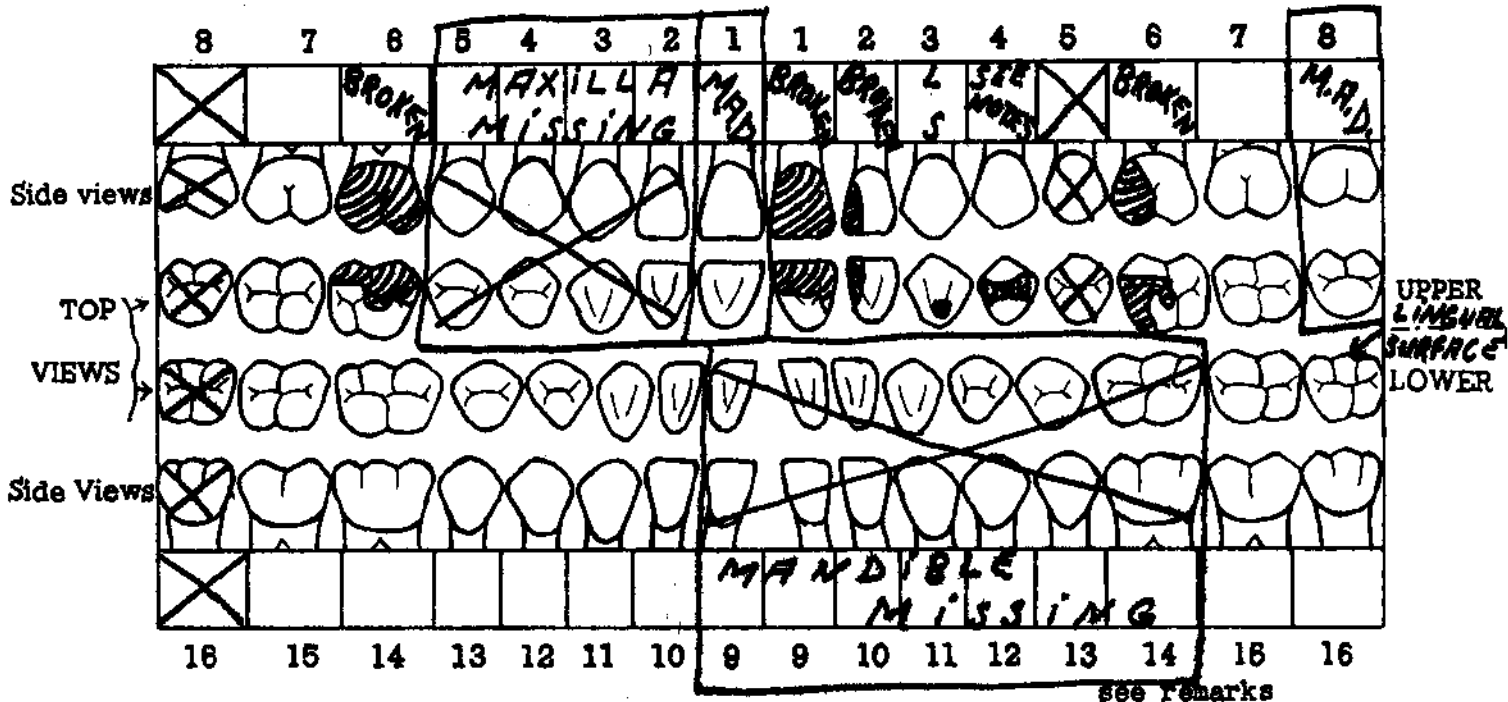 8 7 6 5 4 3 2 1 1 2 3 4 5 6 7 8
BROKEN MAXILLA MISSING M.A.D. BROKEN BROKEN L S SEE NOTES BROKEN M.A.D.
Side views
TOP
VIEWS
UPPER
LINGUAL
SURFACE
LOWER
Side Views
MANDIBLE
MISSING
16 15 14 13 12 11 10 9 9 10 11 12 13 14 15 16
see remarks